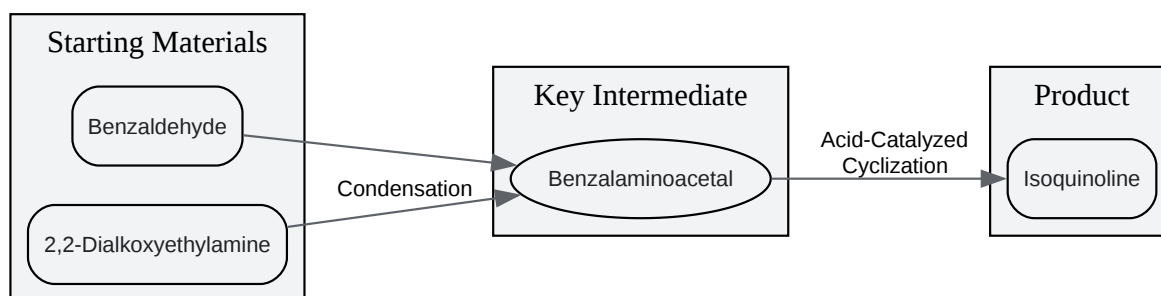 Starting Materials
Benzaldehyde
2,2-Dialkoxyethylamine
Condensation
Key Intermediate
Benzalaminoacetal
Acid-Catalyzed
Cyclization
Product
Isoquinoline